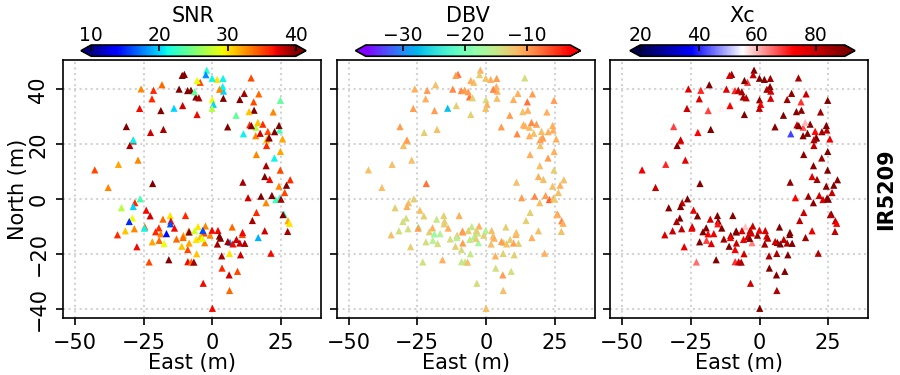 SNR DBV Xc
10 20 30 40 −30 −20 −10 20 40 60 80
North (m)
40
20
0
−20
−40
−50 −25 0 25 −50 −25 0 25 −50 −25 0 25
East (m) East (m) East (m)
IR5209